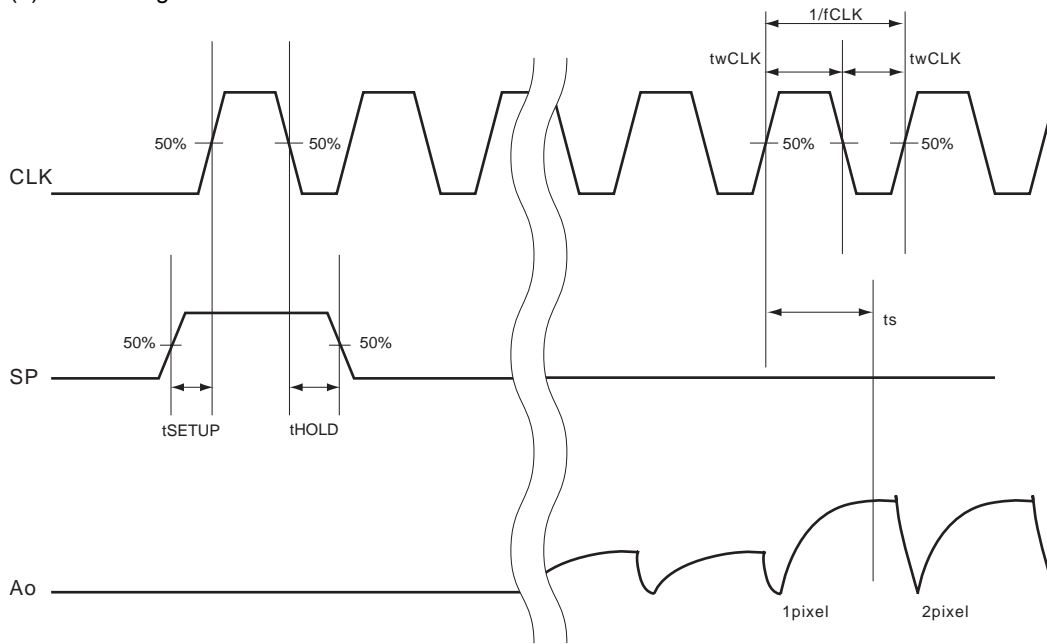 1/fCLK
twCLK twCLK
50% 50% 50% 50%
CLK
ts
50% 50%
SP
tSETUP tHOLD
Ao
1pixel 2pixel